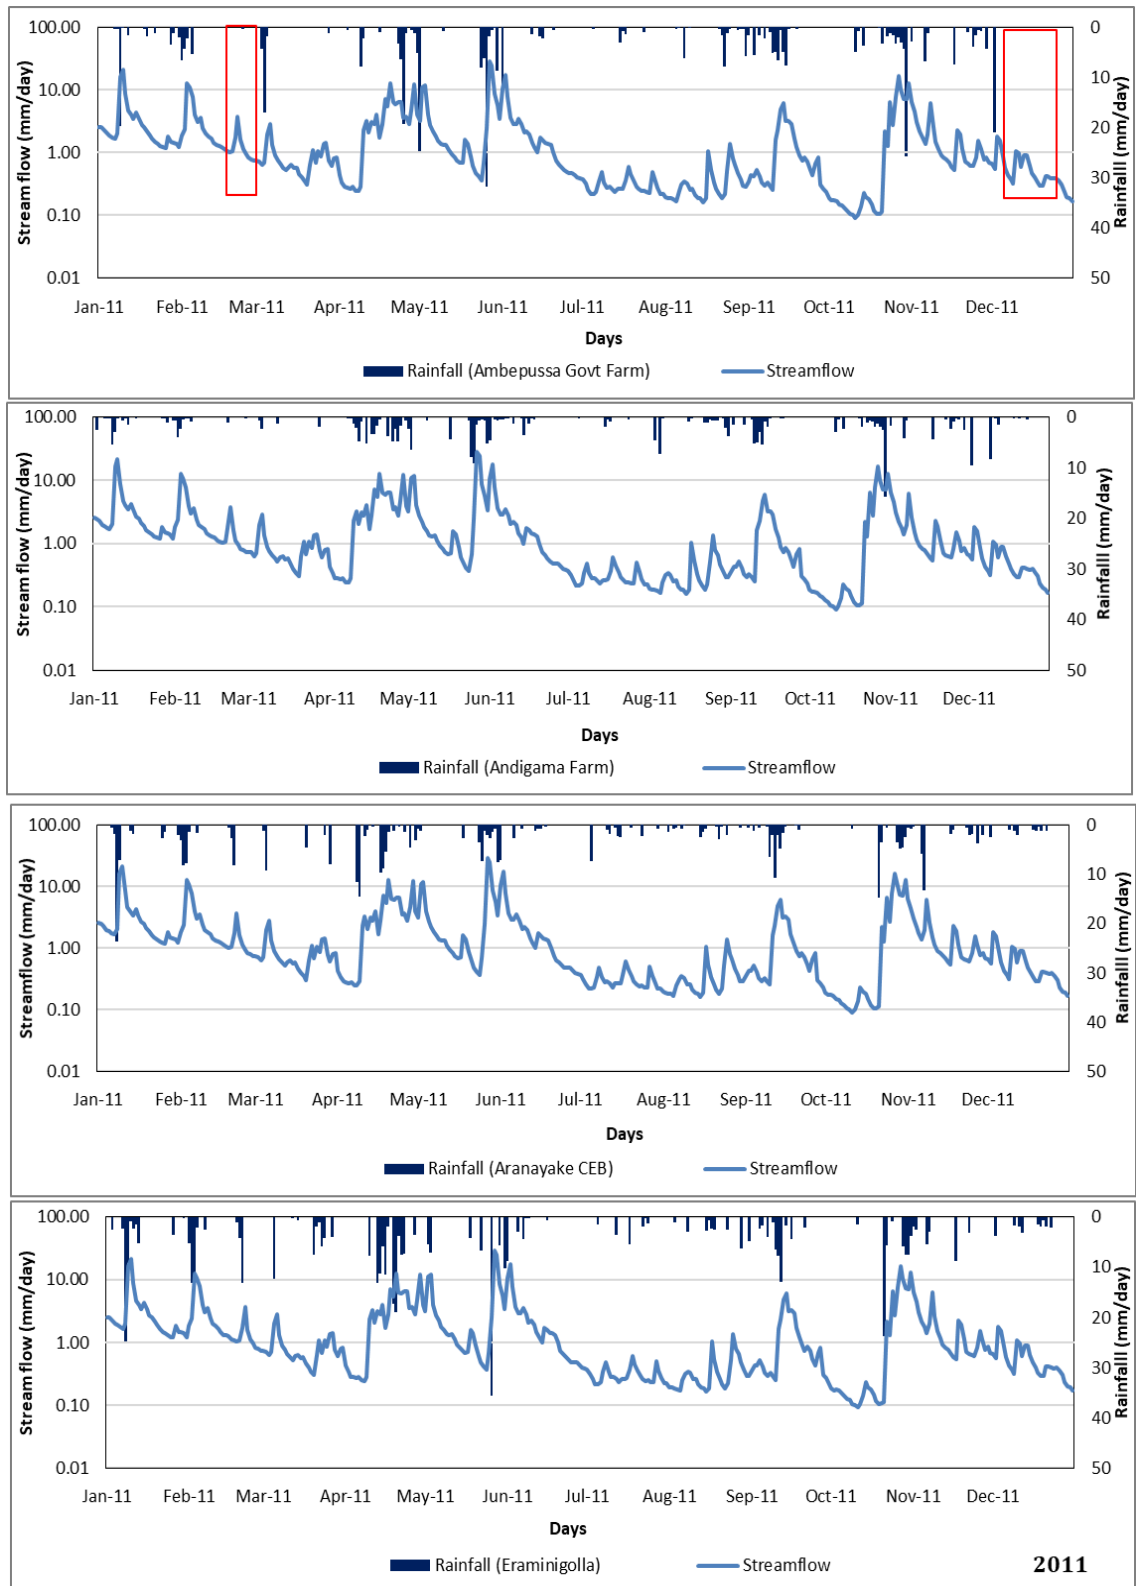 100.00
10.00
1.00
0.10
0.01
Stream flow (mm/day)
0
10
20
30
40
50
Rainfalll (mm/day)
Jan-11 Feb-11 Mar-11 Apr-11 May-11 Jun-11 Jul-11 Aug-11 Sep-11 Oct-11 Nov-11 Dec-11
Days
Rainfall (Ambepussa Govt Farm) Streamflow
100.00
10.00
1.00
0.10
0.01
Stream flow (mm/day)
0
10
20
30
40
50
Rainfalll (mm/day)
Jan-11 Feb-11 Mar-11 Apr-11 May-11 Jun-11 Jul-11 Aug-11 Sep-11 Oct-11 Nov-11 Dec-11
Days
Rainfall (Andigama Farm) Streamflow
100.00
10.00
1.00
0.10
0.01
Streamflow (mm/day)
0
10
20
30
40
50
Rainfalll (mm/day)
Jan-11 Feb-11 Mar-11 Apr-11 May-11 Jun-11 Jul-11 Aug-11 Sep-11 Oct-11 Nov-11 Dec-11
Days
Rainfall (Aranayake CEB) Streamflow
100.00
10.00
1.00
0.10
0.01
Stream flow (mm/day)
0
10
20
30
40
50
Rainfalll (mm/day)
Jan-11 Feb-11 Mar-11 Apr-11 May-11 Jun-11 Jul-11 Aug-11 Sep-11 Oct-11 Nov-11 Dec-11
Days
Rainfall (Eraminigolla) Streamflow
2011